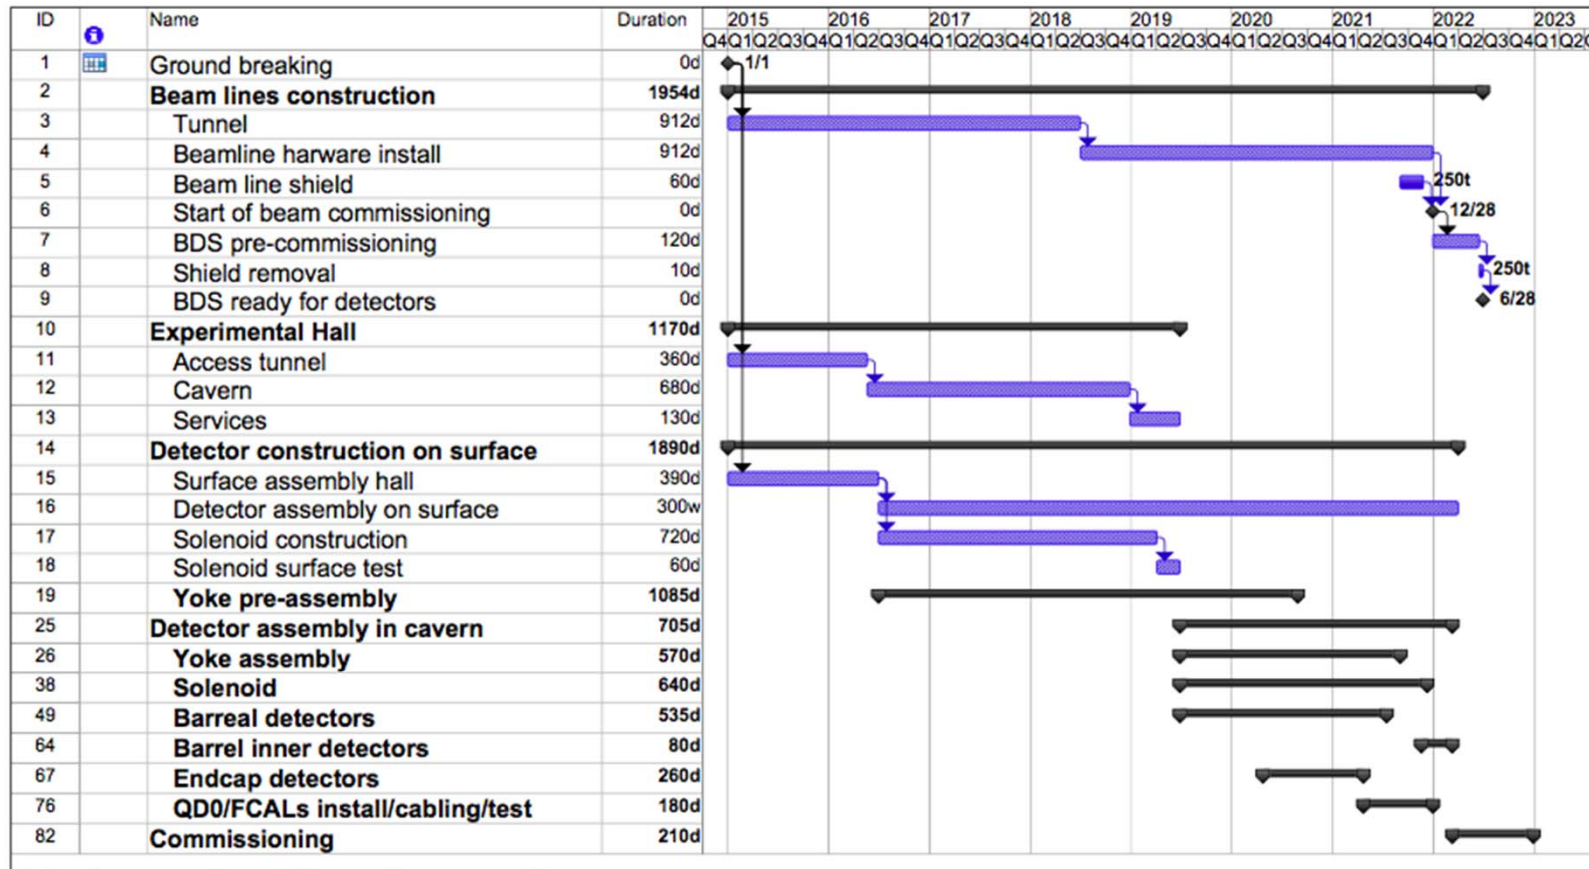 ID Name Duration 2015 2016 2017 2018 2019 2020 2021 2022 2023
Q4 Q1 Q2 Q3 Q4 Q1 Q2 Q3 Q4 Q1 Q2 Q3 Q4 Q1 Q2 Q3 Q4 Q1 Q2 Q3 Q4 Q1 Q2 Q3 Q4 Q1 Q2 Q3 Q4 Q1 Q2 Q3 Q4 Q1 Q2
1 Ground breaking 0d 1/1
2 Beam lines construction 1954d
3 Tunnel 912d
4 Beamline harware install 912d
5 Beam line shield 60d 250t
6 Start of beam commissioning 0d 12/28
7 BDS pre-commissioning 120d
8 Shield removal 10d 250t
9 BDS ready for detectors 0d 6/28
10 Experimental Hall 1170d
11 Access tunnel 360d
12 Cavern 680d
13 Services 130d
14 Detector construction on surface 1890d
15 Surface assembly hall 390d
16 Detector assembly on surface 300w
17 Solenoid construction 720d
18 Solenoid surface test 60d
19 Yoke pre-assembly 1085d
25 Detector assembly in cavern 705d
26 Yoke assembly 570d
38 Solenoid 640d
49 Barreal detectors 535d
64 Barrel inner detectors 80d
67 Endcap detectors 260d
76 QD0/FCALs install/cabling/test 180d
82 Commissioning 210d